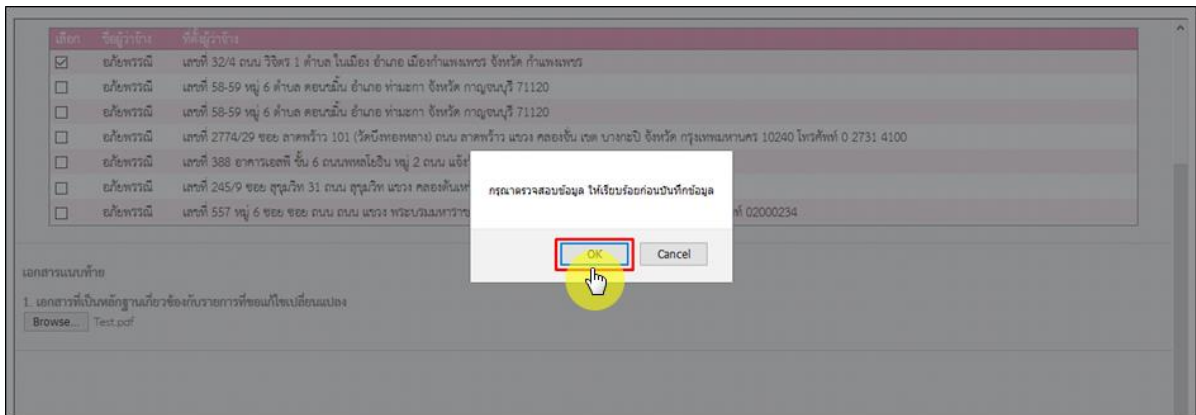 เลือก ชื่อผู้ว่าจ้าง ที่ตั้งผู้ว่าจ้าง
อภัยพรรณี เลขที่ 32/4 ถนน วิจิตร 1 ตำบล ในเมือง อำเภอ เมืองกำแพงเพชร จังหวัด กำแพงเพชร
อภัยพรรณี เลขที่ 58-59 หมู่ 6 ตำบล ดอนขมิ้น อำเภอ ท่ามะกา จังหวัด กาญจนบุรี 71120
อภัยพรรณี เลขที่ 58-59 หมู่ 6 ตำบล ดอนขมิ้น อำเภอ ท่ามะกา จังหวัด กาญจนบุรี 71120
อภัยพรรณี เลขที่ 2774/29 ซอย ลาดพร้าว 101 (วัดบึงทองหลาง) ถนน ลาดพร้าว แขวง คลองจั่น เขต บางกะปิ จังหวัด กรุงเทพมหานคร 10240 โทรศัพท์ 0 2731 4100
อภัยพรรณี เลขที่ 388 อาคารเอสพี ชั้น 6 ถนนพหลโยธิน หมู่ 2 ถนน
อภัยพรรณี เลขที่ 245/9 ซอย สุขุมวิท 31 ถนน สุขุมวิท แขวง
อภัยพรรณี เลขที่ 557 หมู่ 6 ซอย ซอย ถนน ถนน แขวง 02000234
กรุณาตรวจสอบข้อมูล ให้เรียบร้อยก่อนบันทึกข้อมูล
OK Cancel
เอกสารแนบท้าย
1. เอกสารที่เป็นหลักฐานเกี่ยวข้องกับรายการที่ขอแก้ไขเปลี่ยนแปลง
Browse... Test.pdf